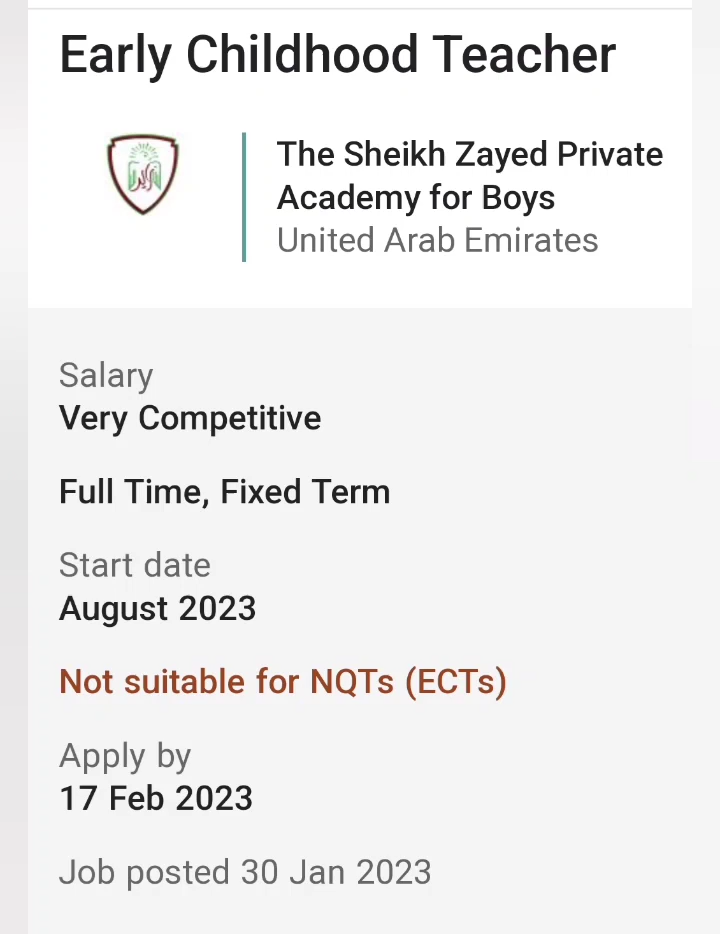 Early Childhood Teacher
The Sheikh Zayed Private
Academy for Boys
United Arab Emirates
Salary
Very Competitive
Full Time, Fixed Term
Start date
August 2023
Not suitable for NQTs (ECTs)
Apply by
17 Feb 2023
Job posted 30 Jan 2023